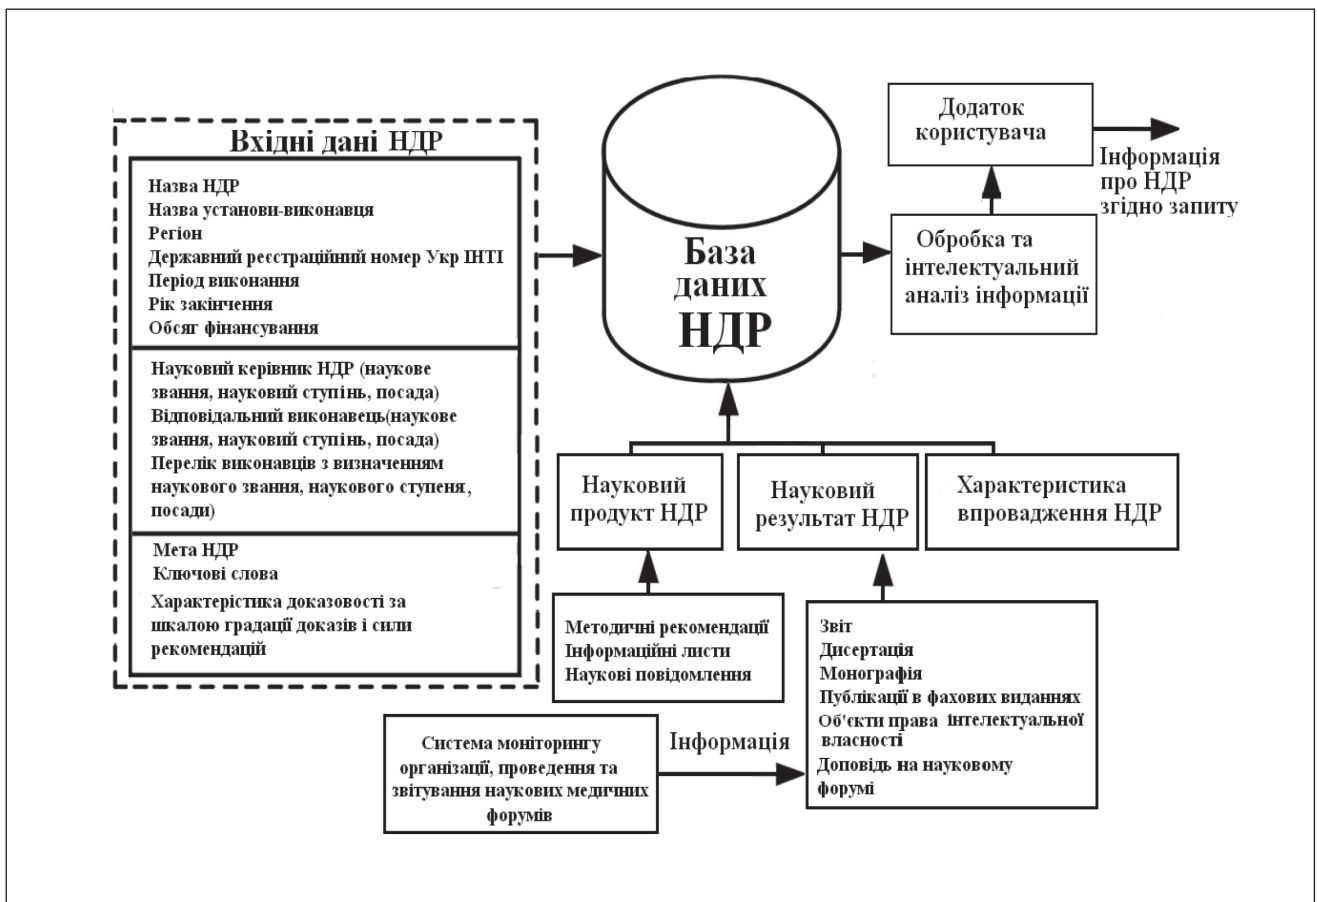 Вхідні дані НДР
Назва НДР
Назва установи-виконавця
Регіон
Державний реєстраційний номер Укр ІНТІ
Період виконання
Рік закінчення
Обсяг фінансування
Науковий керівник НДР (наукове
звання, науковий ступінь, посада)
Відповідальний виконавець(наукове
звання, науковий ступінь, посада)
Перелік виконавців з визначенням
наукового звання, наукового ступеня,
посади)
Мета НДР
Ключові слова
Характерістика доказовості за
шкалою градації доказів і сили
рекомендацій
База
даних
НДР
Додаток
користувача
Інформація
про НДР
згідно запиту
Обробка та
інтелектуальний
аналіз інформації
Науковий
продукт НДР
Науковий
результат НДР
Характеристика
впровадження НДР
Методичні рекомендації
Інформаційні листи
Наукові повідомлення
Звіт
Дисертація
Монографія
Публікації в фахових виданнях
Об'єкти права інтелектуальної
власності
Доповідь на науковому
форумі
Система моніторингу
організації, проведення та
звітування наукових медичних
форумів
Інформація